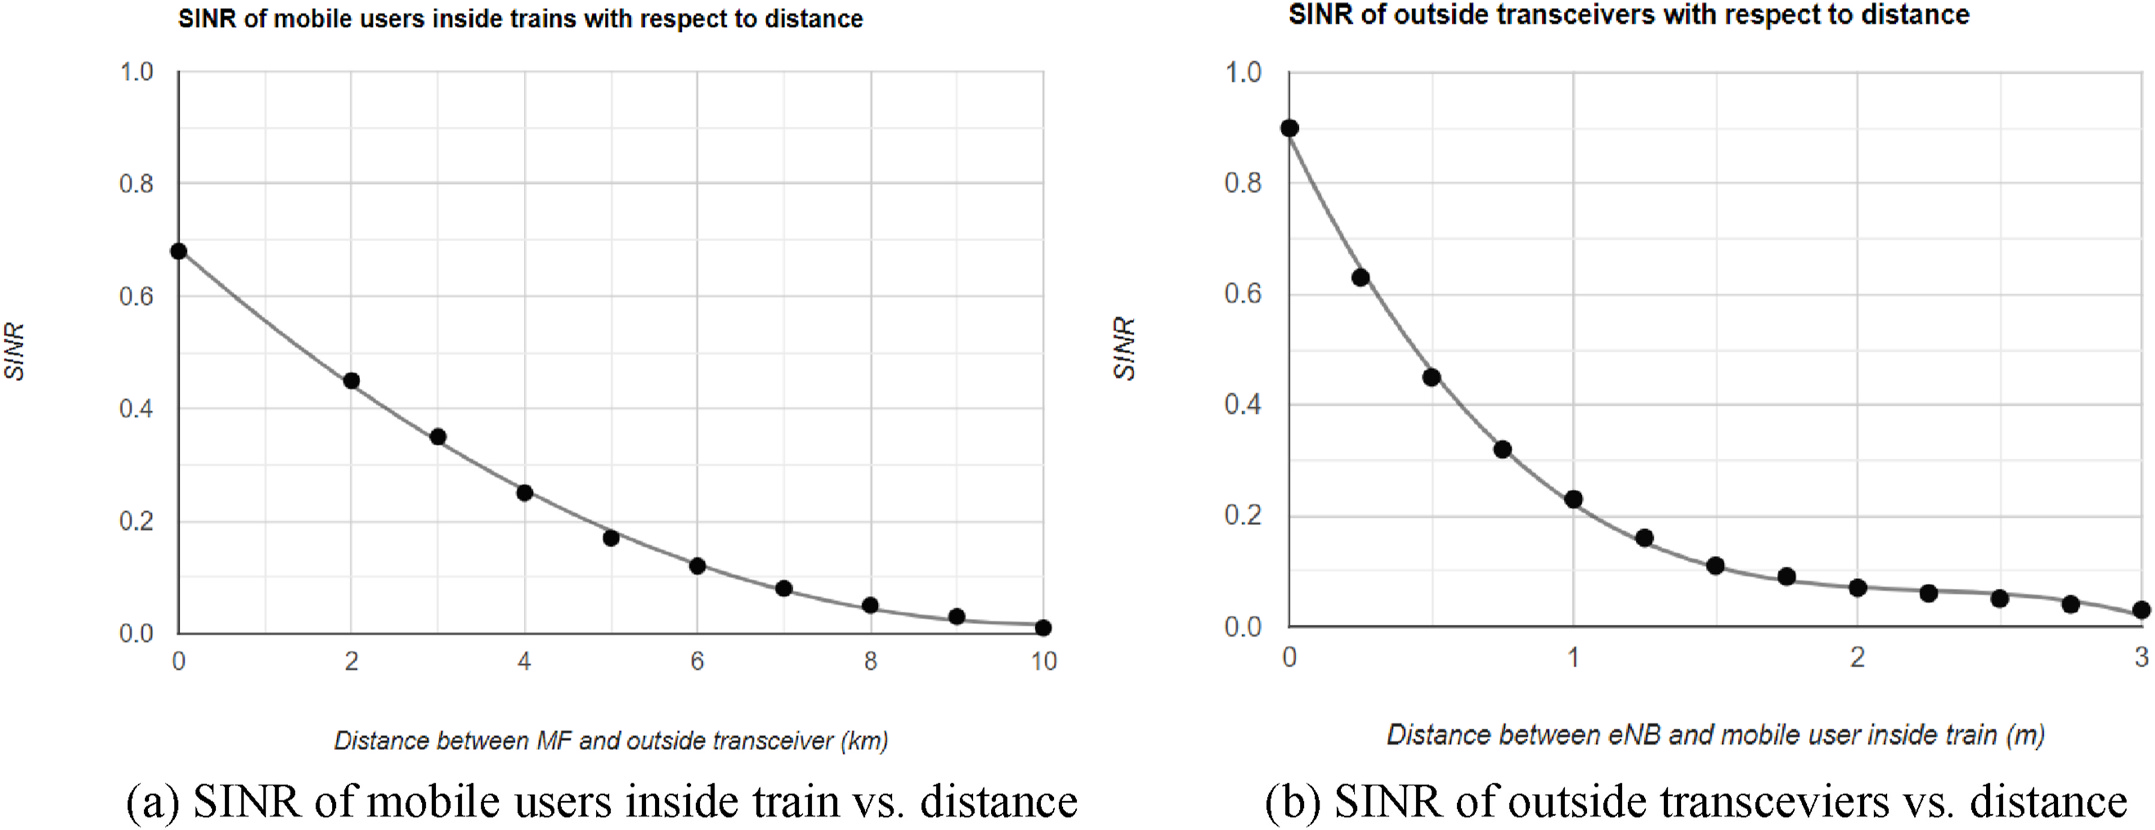 SINR of mobile users inside trains with respect to distance
1.0
0.8
0.6
0.4
0.2
0.0
SINR
0 2 4 6 8 10
Distance between MF and outside transceiver (km)
(a) SINR of mobile users inside train vs. distance
SINR of outside transceivers with respect to distance
1.0
0.8
0.6
0.4
0.2
0.0
SINR
0 1 2 3
Distance between eNB and mobile user inside train (m)
(b) SINR of outside transceviers vs. distance